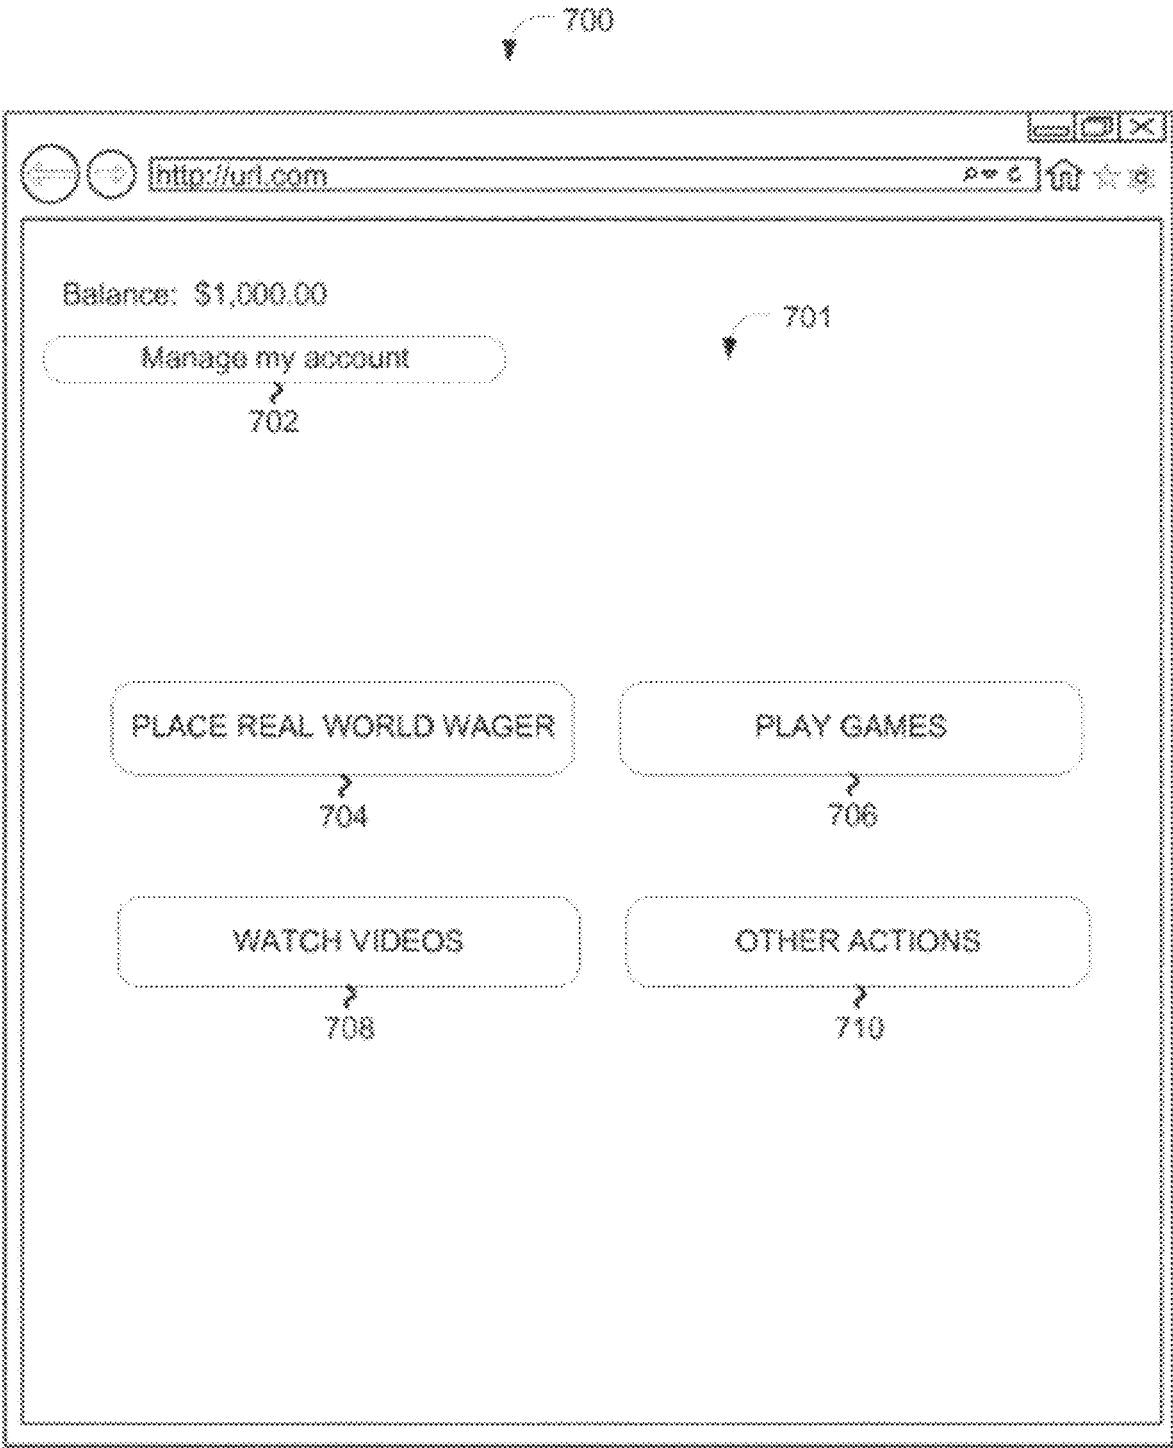 700
http://url.com
Balance: $1,000.00
701
Manage my account
702
PLACE REAL WORLD WAGER
PLAY GAMES
704
706
WATCH VIDEOS
OTHER ACTIONS
708
710